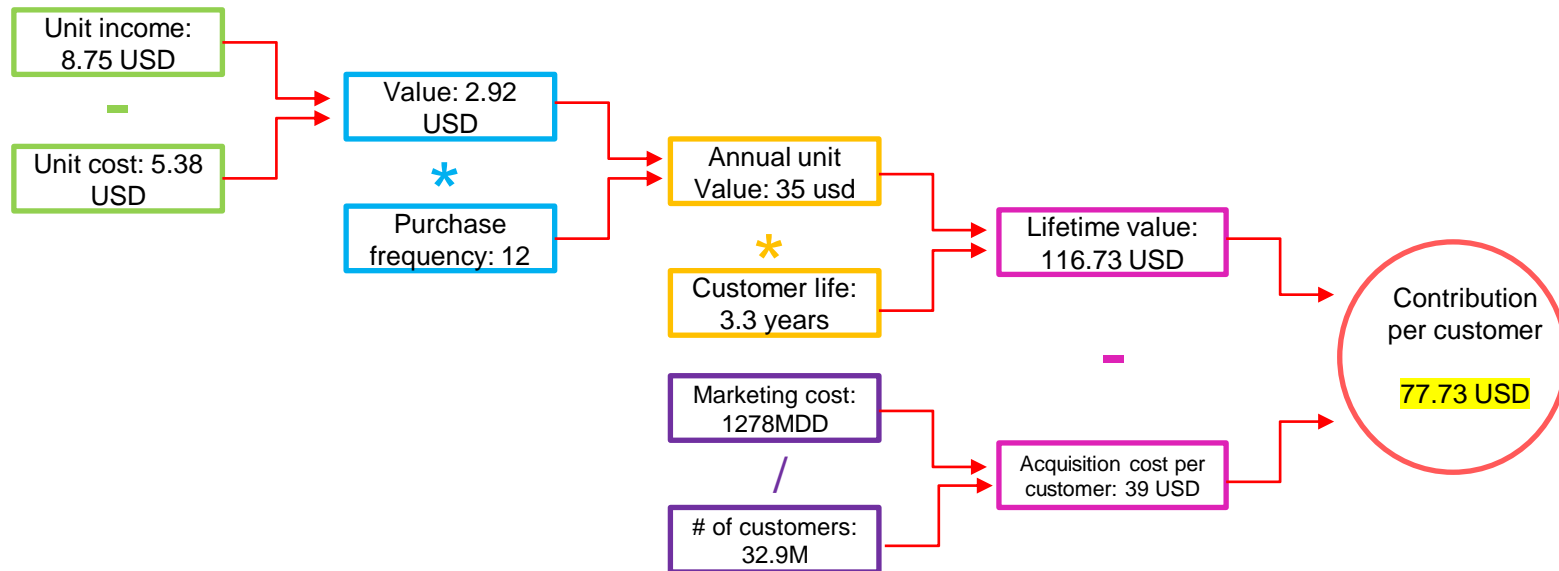 Unit income:
8.75 USD
-
Unit cost: 5.38
USD
Value: 2.92
USD
*
Purchase
frequency: 12
Annual unit
Value: 35 usd
*
Customer life:
3.3 years
Marketing cost:
1278MDD
/
# of customers:
32.9M
Lifetime value:
116.73 USD
-
Acquisition cost per
customer: 39 USD
Contribution
per customer
77.73 USD